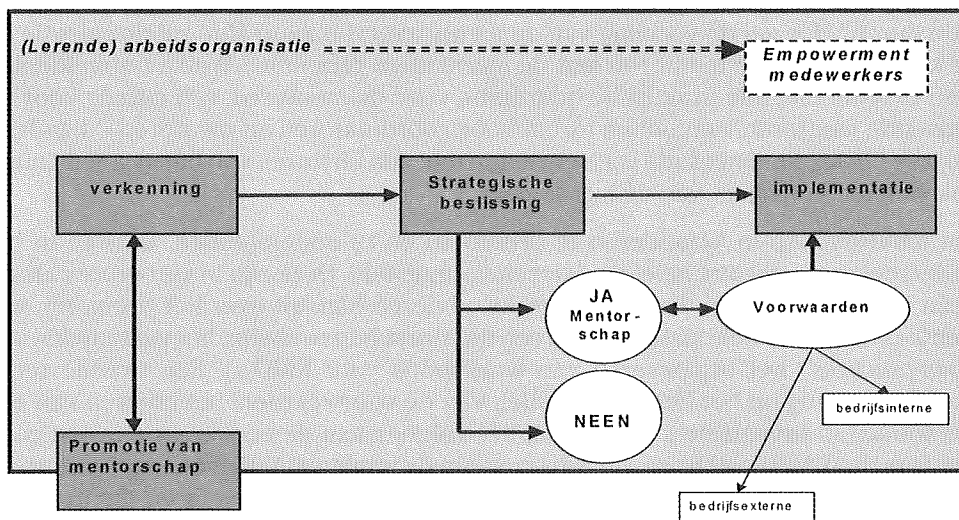 (Lerende) arbeidsorganisatie
Empowerment
medewerkers
verkenning
Strategische
beslissing
implementatie
JA
Mentor-
schap
Voorwaarden
NEEN
bedrijfsinterne
Promotie van
mentorschap
bedrijfsexterne